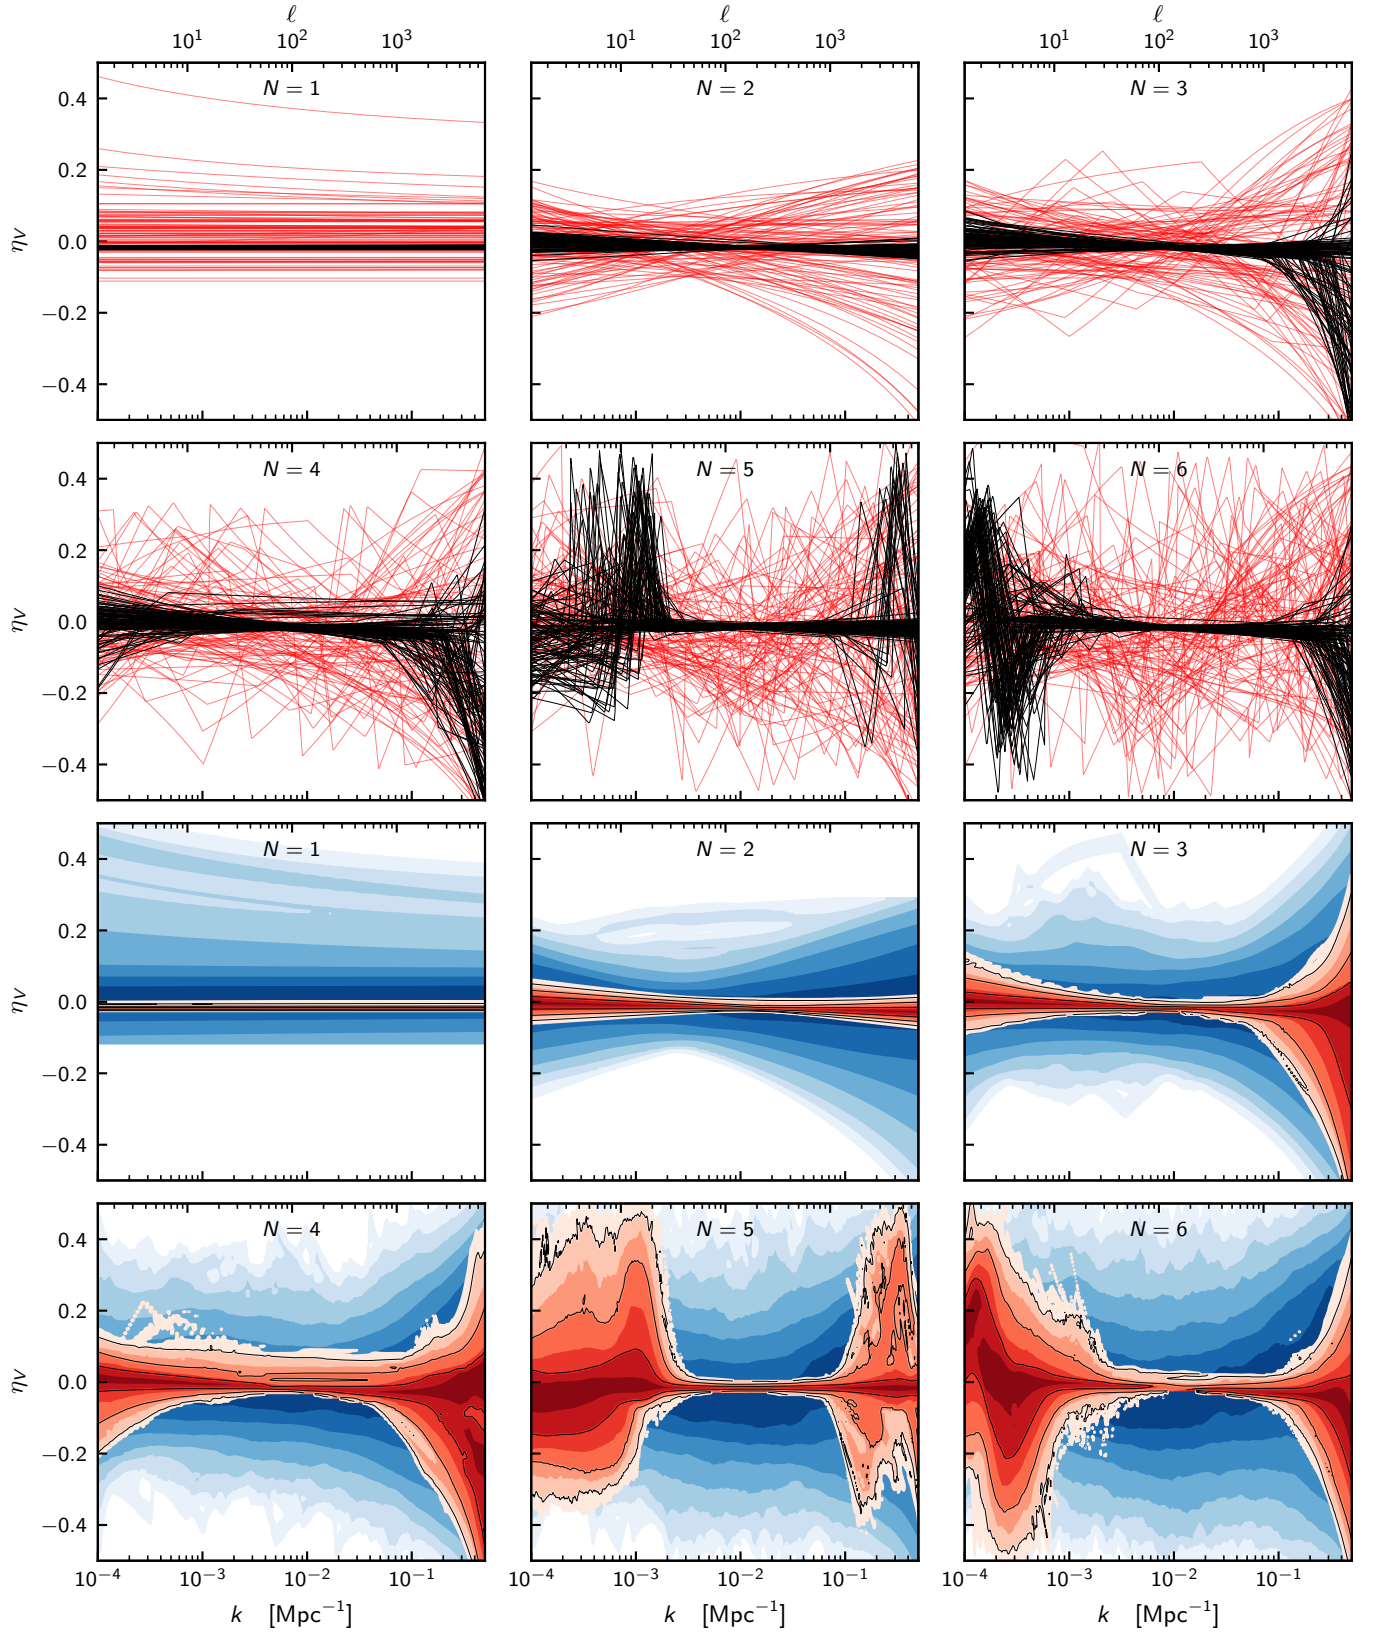 ℓ ℓ ℓ
10¹ 10² 10³ 10¹ 10² 10³ 10¹ 10² 10³
N = 1 N = 2 N = 3
0.4
0.2
η_V 0.0
−0.2
−0.4
N = 4 N = 5 N = 6
0.4
0.2
η_V 0.0
−0.2
−0.4
N = 1 N = 2 N = 3
0.4
0.2
η_V 0.0
−0.2
−0.4
N = 4 N = 5 N = 6
0.4
0.2
η_V 0.0
−0.2
−0.4
10⁻⁴ 10⁻³ 10⁻² 10⁻¹ 10⁻⁴ 10⁻³ 10⁻² 10⁻¹ 10⁻⁴ 10⁻³ 10⁻² 10⁻¹
k [Mpc⁻¹] k [Mpc⁻¹] k [Mpc⁻¹]